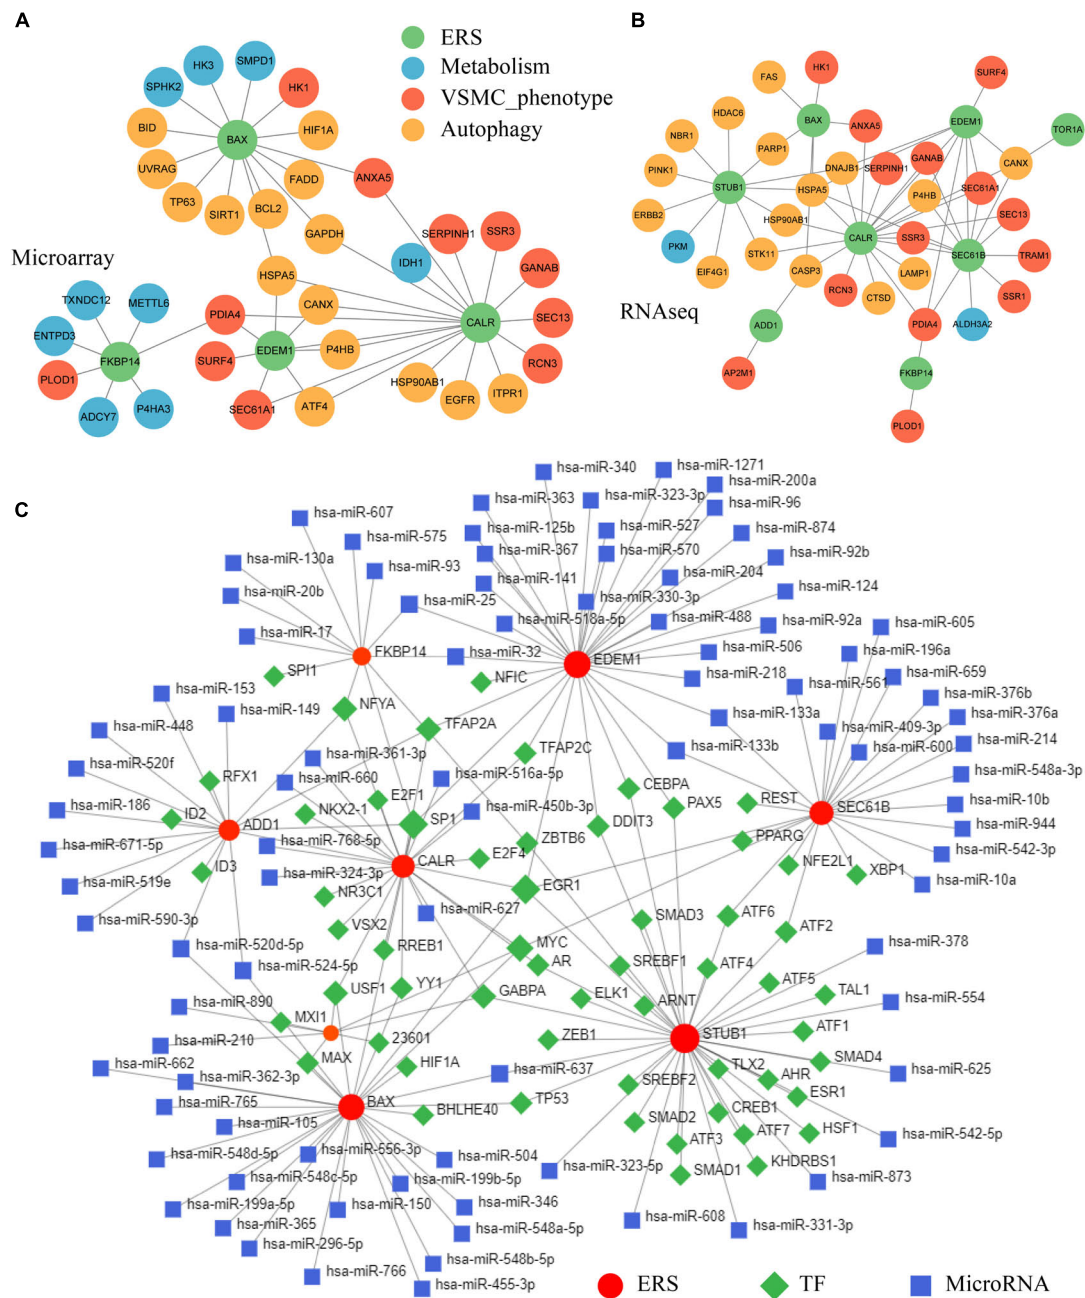 A
B
ERS
Metabolism
VSMC_phenotype
Autophagy
SMPD1
HK3
SPHK2
HK1
BID
BAX
HIF1A
UVRAG
FADD
TP63
ANXA5
SIRT1
BCL2
GAPDH
SERPINH1
SSR3
IDH1
GANAB
Microarray
HSPA5
TXNDC12
METTL6
CANX
PDIA4
CALR
SEC13
ENTPD3
FKBP14
SURF4
EDEM1
P4HB
RCN3
PLOD1
HSP90AB1
EGFR
ITPR1
ADCY7
P4HA3
SEC61A1
ATF4
FAS
HK1
SURF4
HDAC6
BAX
ANXA5
EDEM1
TOR1A
NBR1
PARP1
GANAB
CANX
PINK1
DNAJB1
SERPINH1
STUB1
HSPA5
P4HB
SEC61A1
ERBB2
HSP90AB1
SEC13
PKM
CALR
SSR3
STK11
SEC61B
TRAM1
EIF4G1
CASP3
LAMP1
RCN3
CTSD
SSR1
RNAseq
ADD1
PDIA4
ALDH3A2
AP2M1
FKBP14
PLOD1
C
hsa-miR-340
hsa-miR-1271
hsa-miR-200a
hsa-miR-363
hsa-miR-323-3p
hsa-miR-96
hsa-miR-607
hsa-miR-125b
hsa-miR-527
hsa-miR-874
hsa-miR-575
hsa-miR-367
hsa-miR-570
hsa-miR-92b
hsa-miR-130a
hsa-miR-93
hsa-miR-141
hsa-miR-204
hsa-miR-124
hsa-miR-20b
hsa-miR-25
hsa-miR-330-3p
hsa-miR-518a-5p
hsa-miR-488
hsa-miR-92a
hsa-miR-605
hsa-miR-17
hsa-miR-32
hsa-miR-506
hsa-miR-196a
FKBP14
EDEM1
hsa-miR-659
SPI1
NFIC
hsa-miR-218
hsa-miR-561
hsa-miR-376b
hsa-miR-153
hsa-miR-149
NFYA
hsa-miR-133a
hsa-miR-409-3p
hsa-miR-376a
hsa-miR-448
TFAP2A
hsa-miR-214
hsa-miR-361-3p
TFAP2C
hsa-miR-133b
hsa-miR-600
hsa-miR-520f
hsa-miR-660
hsa-miR-516a-5p
hsa-miR-548a-3p
RFX1
E2F1
CEBPA
REST
SEC61B
hsa-miR-10b
hsa-miR-186
ID2
NKX2-1
hsa-miR-450b-3p
PAX5
ADD1
SP1
DDIT3
hsa-miR-944
hsa-miR-671-5p
hsa-miR-768-5p
ZBTB6
PPARG
hsa-miR-542-3p
CALR
E2F4
NFE2L1
XBP1
ID3
hsa-miR-324-3p
hsa-miR-10a
hsa-miR-519e
NR3C1
EGR1
hsa-miR-590-3p
hsa-miR-627
SMAD3
ATF6
VSX2
ATF2
hsa-miR-520d-5p
RREB1
MYC
hsa-miR-378
hsa-miR-524-5p
AR
SREBF1
ATF4
ATF5
USF1
YY1
GABPA
TAL1
hsa-miR-890
ELK1
ARNT
hsa-miR-554
MXI1
ATF1
hsa-miR-210
23601
ZEB1
STUB1
hsa-miR-662
MAX
HIF1A
hsa-miR-637
TLX2
SMAD4
hsa-miR-625
hsa-miR-362-3p
SREBF2
AHR
hsa-miR-765
BAX
TP53
ESR1
hsa-miR-105
BHLHE40
SMAD2
CREB1
hsa-miR-548d-5p
hsa-miR-556-3p
hsa-miR-504
ATF3
ATF7
HSF1
hsa-miR-542-5p
hsa-miR-548c-5p
hsa-miR-199b-5p
hsa-miR-323-5p
SMAD1
KHDRBS1
hsa-miR-873
hsa-miR-199a-5p
hsa-miR-150
hsa-miR-346
hsa-miR-365
hsa-miR-548a-5p
hsa-miR-608
hsa-miR-331-3p
hsa-miR-296-5p
hsa-miR-548b-5p
hsa-miR-766
hsa-miR-455-3p
ERS
TF
MicroRNA